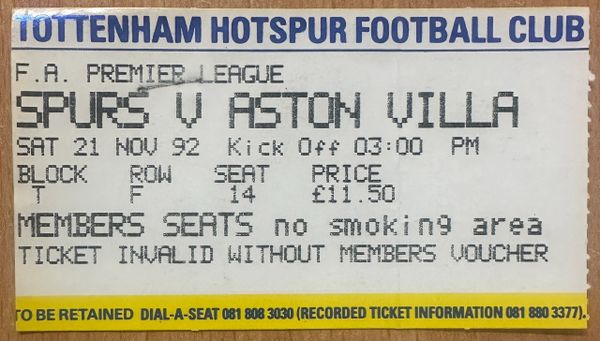 TOTTENHAM HOTSPUR FOOTBALL CLUB
F.A. PREMIER LEAGUE
SPURS V ASTON VILLA
SAT 21 NOV 92 Kick Off 03:00 PM
BLOCK ROW SEAT PRICE
T F 14 £11.50
MEMBERS SEATS no smoking area
TICKET INVALID WITHOUT MEMBERS VOUCHER
TO BE RETAINED DIAL-A-SEAT 081 808 3030 (RECORDED TICKET INFORMATION 081 880 3377).